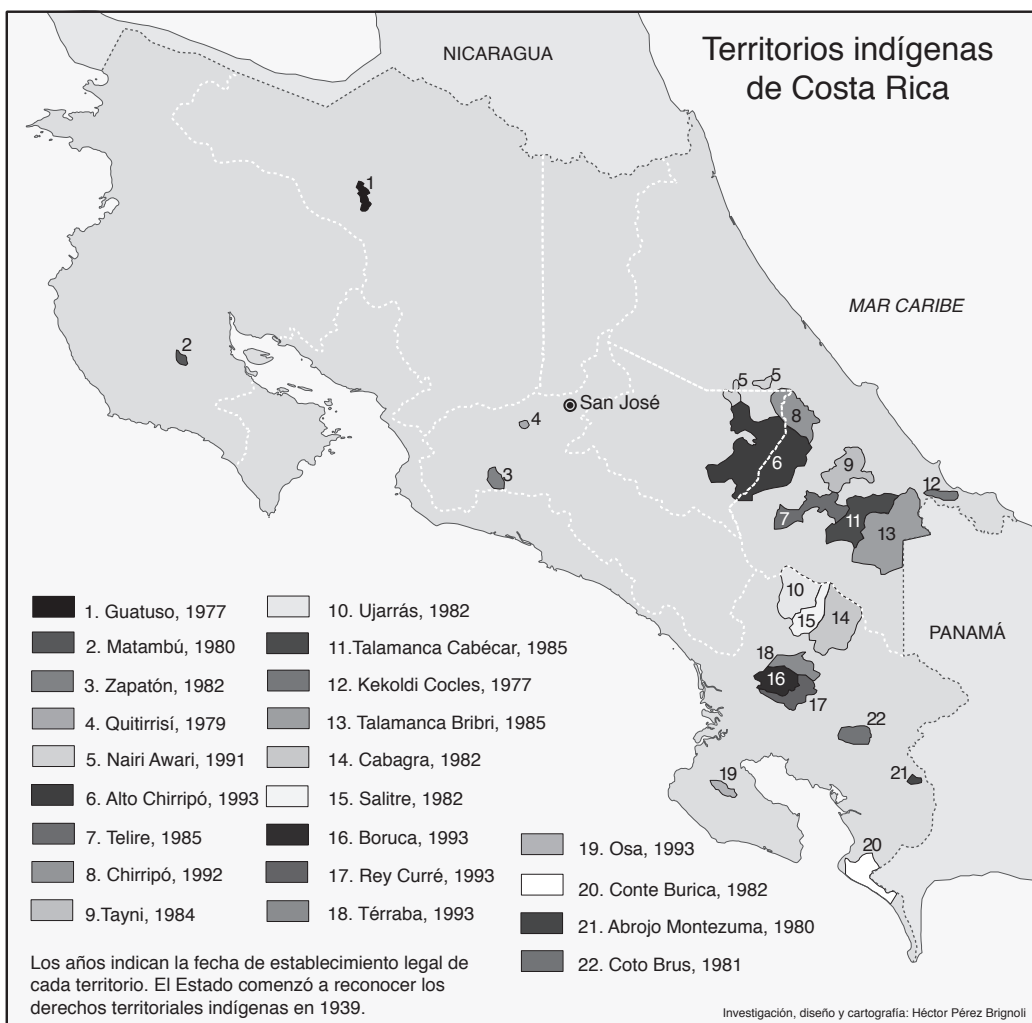 Territorios indígenas
de Costa Rica
NICARAGUA
MAR CARIBE
San José
PANAMÁ
1
2
3
4
5
5
6
7
8
9
10
11
12
13
14
15
16
17
18
19
20
21
22
1. Guatuso, 1977
2. Matambú, 1980
3. Zapatón, 1982
4. Quitirrisí, 1979
5. Nairi Awari, 1991
6. Alto Chirripó, 1993
7. Telire, 1985
8. Chirripó, 1992
9.Tayni, 1984
10. Ujarrás, 1982
11.Talamanca Cabécar, 1985
12. Kekoldi Cocles, 1977
13. Talamanca Bribri, 1985
14. Cabagra, 1982
15. Salitre, 1982
16. Boruca, 1993
17. Rey Curré, 1993
18. Térraba, 1993
19. Osa, 1993
20. Conte Burica, 1982
21. Abrojo Montezuma, 1980
22. Coto Brus, 1981
Los años indican la fecha de establecimiento legal de
cada territorio. El Estado comenzó a reconocer los
derechos territoriales indígenas en 1939.
Investigación, diseño y cartografía: Héctor Pérez Brignoli